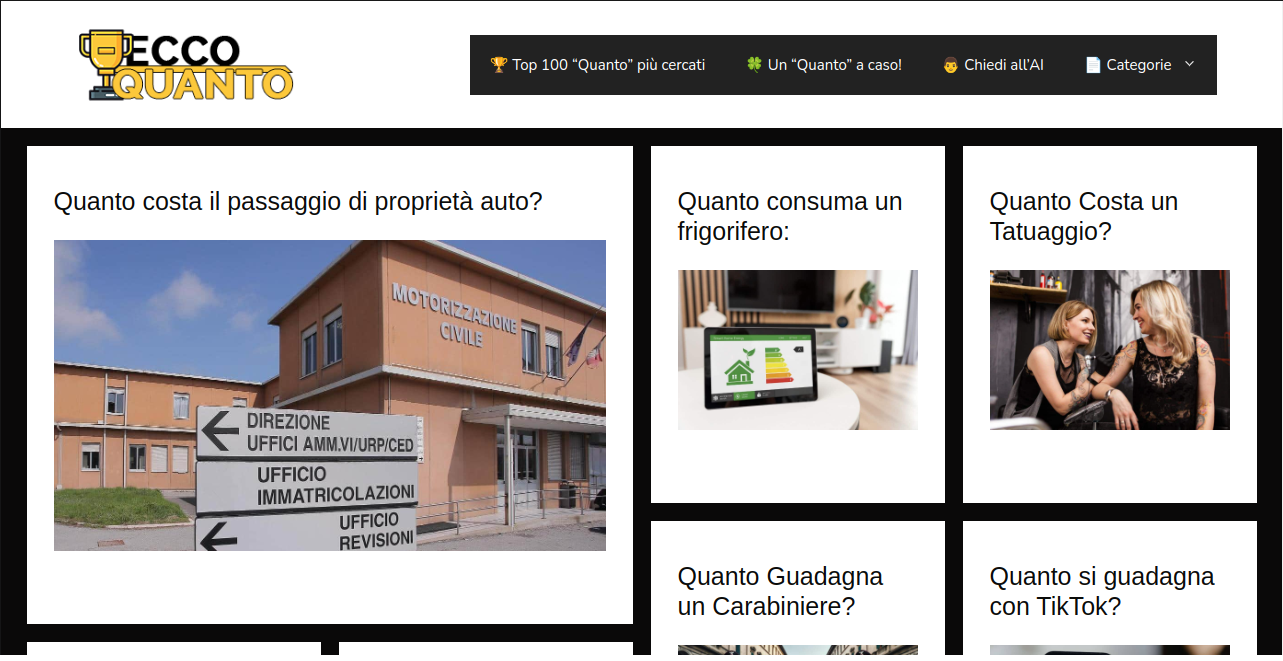 ECCO
QUANTO
Top 100 “Quanto” più cercati
Un “Quanto” a caso!
Chiedi all'AI
Categorie
Quanto costa il passaggio di proprietà auto?
MOTORIZZAZIONE
CIVILE
DIREZIONE
UFFICI AMM.VI/URP/CED
UFFICIO
IMMATRICOLAZIONI
UFFICIO
REVISIONI
Quanto consuma un
frigorifero:
Quanto Costa un
Tatuaggio?
Quanto Guadagna
un Carabiniere?
Quanto si guadagna
con TikTok?